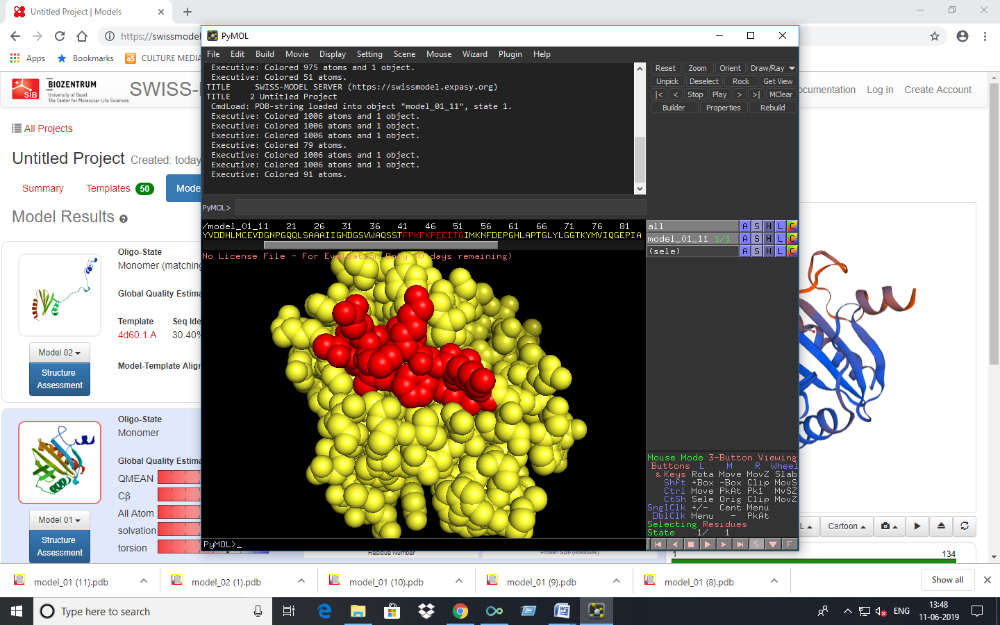 Untitled Project | Models
https://swissmodel
Apps
Bookmarks
CULTURE MEDIA
PyMOL
File Edit Build Movie Display Setting Scene Mouse Wizard Plugin Help
Executive: Colored 975 atoms and 1 object.
Executive: Colored 51 atoms.
TITLE SWISS-MODEL SERVER (https://swissmodel.expasy.org)
TITLE 2 Untitled Project
CmdLoad: PDB-string loaded into object "model_01_11", state 1.
Executive: Colored 1006 atoms and 1 object.
Executive: Colored 1006 atoms and 1 object.
Executive: Colored 1006 atoms and 1 object.
Executive: Colored 79 atoms.
Executive: Colored 1006 atoms and 1 object.
Executive: Colored 1006 atoms and 1 object.
Executive: Colored 91 atoms.
PyMOL>
Reset Zoom Orient Draw/Ray
Unpick Deselect Rock Get View
|< < Stop Play > >| MClear
Builder Properties Rebuild
/model_01_11 21 26 31 36 41 46 51 56 61 66 71 76 81
YVDDHLMCEVDGNPGQQLSAAAIIGHDGSVWAQSSTFPKFKPEEITGIMKNFDEPGHLAPTGLYLGGTKYMVIQGEPIA
No License File - For Evaluation Only (0 days remaining)
all A S H L C
model_01_11 1/1 A S H L C
(sele) A S H L C
Mouse Mode 3-Button Viewing
Buttons L M R Wheel
& Keys Rota Move MovZ Slab
Shft +Box -Box Clip MovS
Ctrl Move PkAt Pk1 MvSZ
CtSh Sele Orig Clip MovZ
SnglClk +/- Cent Menu
DblClk Menu - PkAt
Selecting Residues
State 1/ 1
S F
PyMOL>_
SIB
BIOZENTRUM
University of Basel
The Center for Molecular Life Sciences
SWISS-
ocumentation
Log in
Create Account
All Projects
Untitled Project Created: today
Summary
Templates 50
Mode
Model Results
Oligo-State
Monomer (matching
Global Quality Estima
Template Seq Ide
4d60.1.A 30.40%
Model-Template Align
Model 02
Structure
Assessment
Oligo-State
Monomer
Global Quality Estima
QMEAN
Cβ
All Atom
solvation
torsion
Model 01
Structure
Assessment
Residue Number
Protein Size (Residues)
L
Cartoon
1 134
model_01 (11).pdb
model_02 (1).pdb
model_01 (10).pdb
model_01 (9).pdb
model_01 (8).pdb
Show all
Type here to search
ENG
13:48
11-06-2019